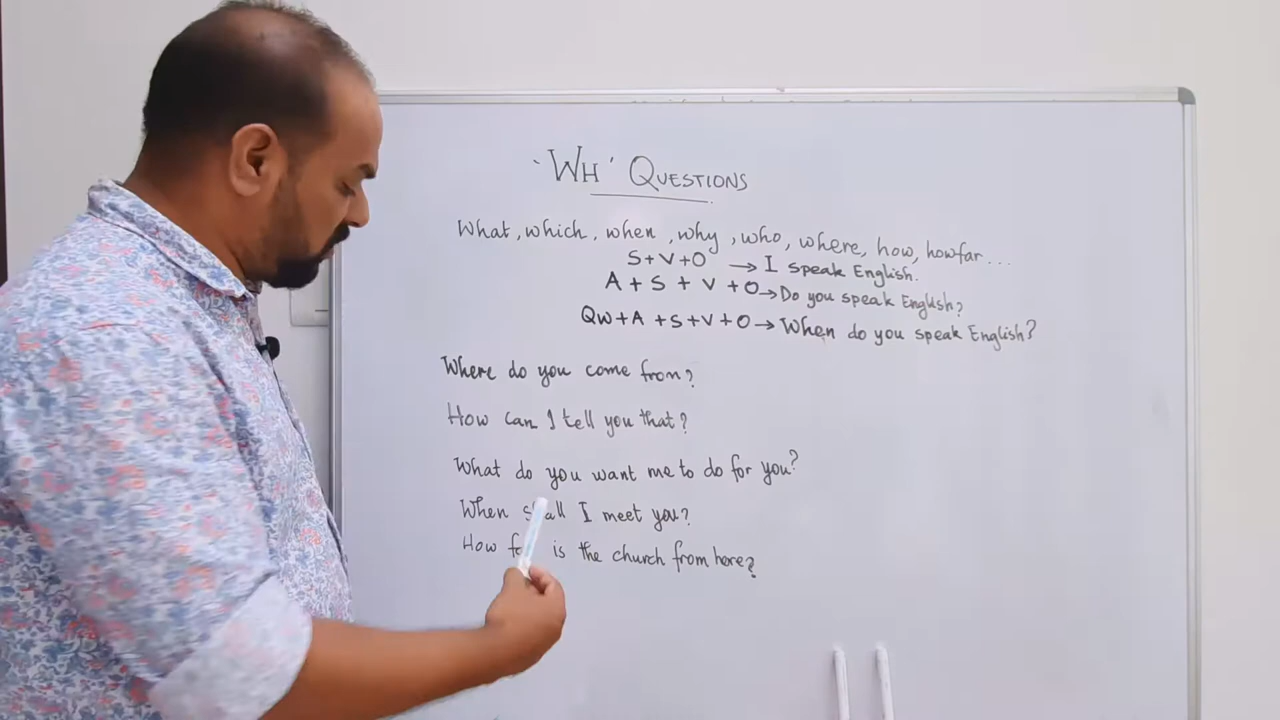 'WH' QUESTIONS
What, which, when, why, who, where, how, howfar...
S+V+O → I speak English.
A + S + V + O → Do you speak English?
QW+A +S+V+O → When do you speak English?
Where do you come from?
How can I tell you that?
What do you want me to do for you?
When shall I meet you?
How far is the church from here?